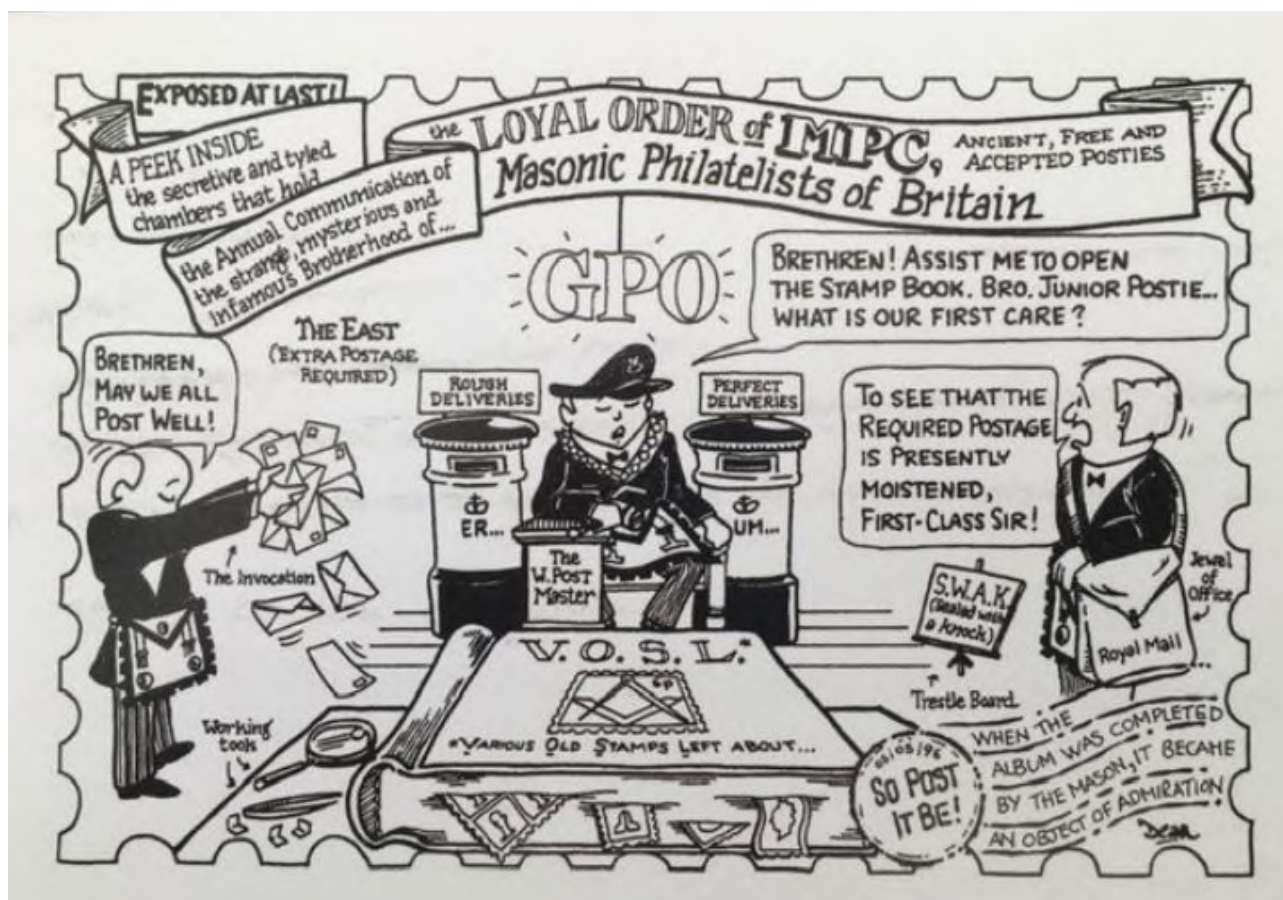 EXPOSED AT LAST!
A PEEK INSIDE
the secretive and tyled
chambers that hold
the Annual Communication of
the strange, mysterious and
infamous Brotherhood of...
the LOYAL ORDER of IMPC,
Masonic Philatelists of Britain
ANCIENT, FREE AND
ACCEPTED POSTIES
GPO
BRETHREN! ASSIST ME TO OPEN
THE STAMP BOOK. BRO. JUNIOR POSTIE...
WHAT IS OUR FIRST CARE?
THE EAST
(EXTRA POSTAGE
REQUIRED)
BRETHREN,
MAY WE ALL
POST WELL!
ROUGH
DELIVERIES
PERFECT
DELIVERIES
TO SEE THAT THE
REQUIRED POSTAGE
IS PRESENTLY
MOISTENED,
FIRST-CLASS SIR!
ER...
UM...
The
W. POST
Master
The Invocation
S.W.A.K.
(Sealed with
a knock)
Trestle Board
Jewel
of
Office
Royal Mail
V.O.S.L.*
6P
*VARIOUS OLD STAMPS LEFT ABOUT...
Working
tools
SO POST
IT BE!
WHEN THE
ALBUM WAS COMPLETED
BY THE MASON, IT BECAME
AN OBJECT OF ADMIRATION